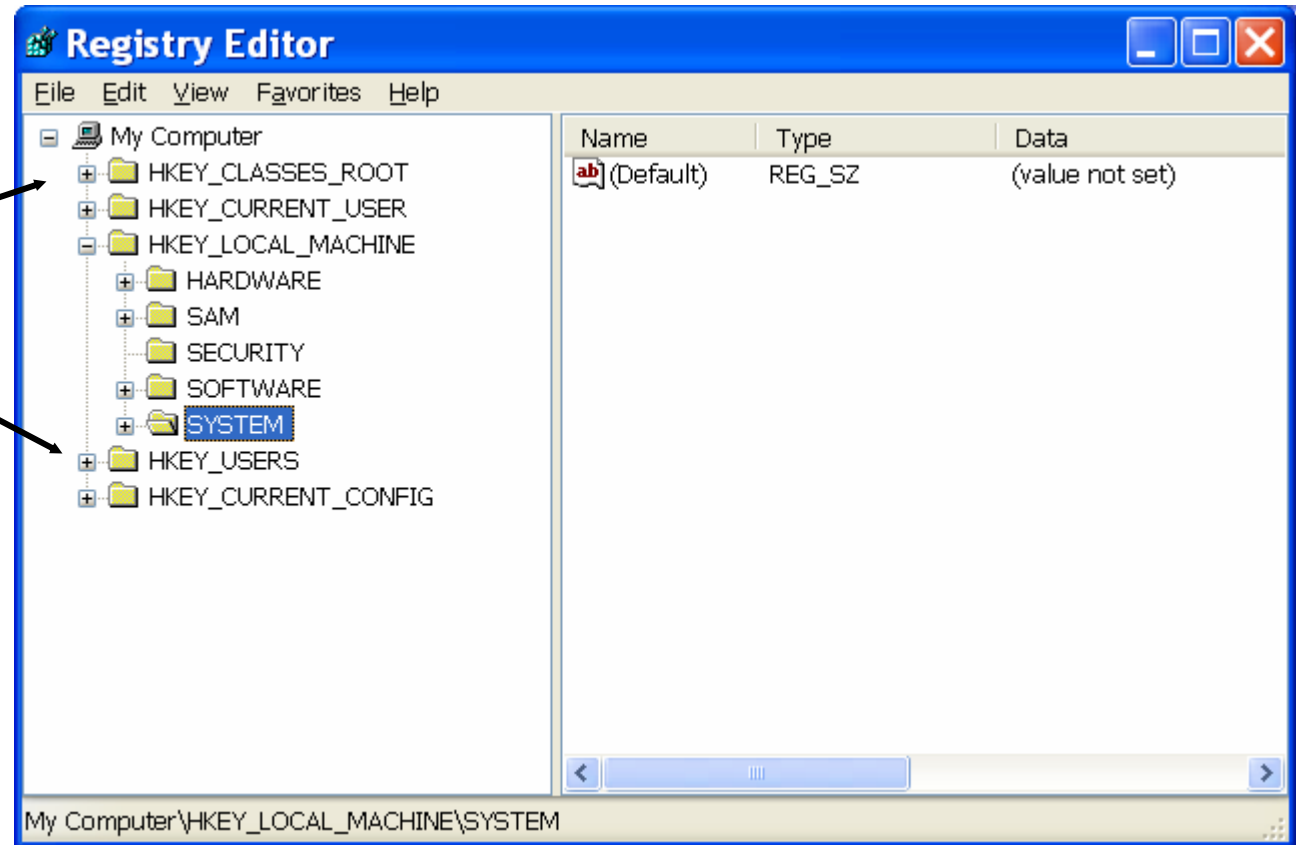 Registry Editor
File Edit View Favorites Help
My Computer
HKEY_CLASSES_ROOT
HKEY_CURRENT_USER
HKEY_LOCAL_MACHINE
HARDWARE
SAM
SECURITY
SOFTWARE
SYSTEM
HKEY_USERS
HKEY_CURRENT_CONFIG
Name Type Data
ab (Default) REG_SZ (value not set)
My Computer\HKEY_LOCAL_MACHINE\SYSTEM